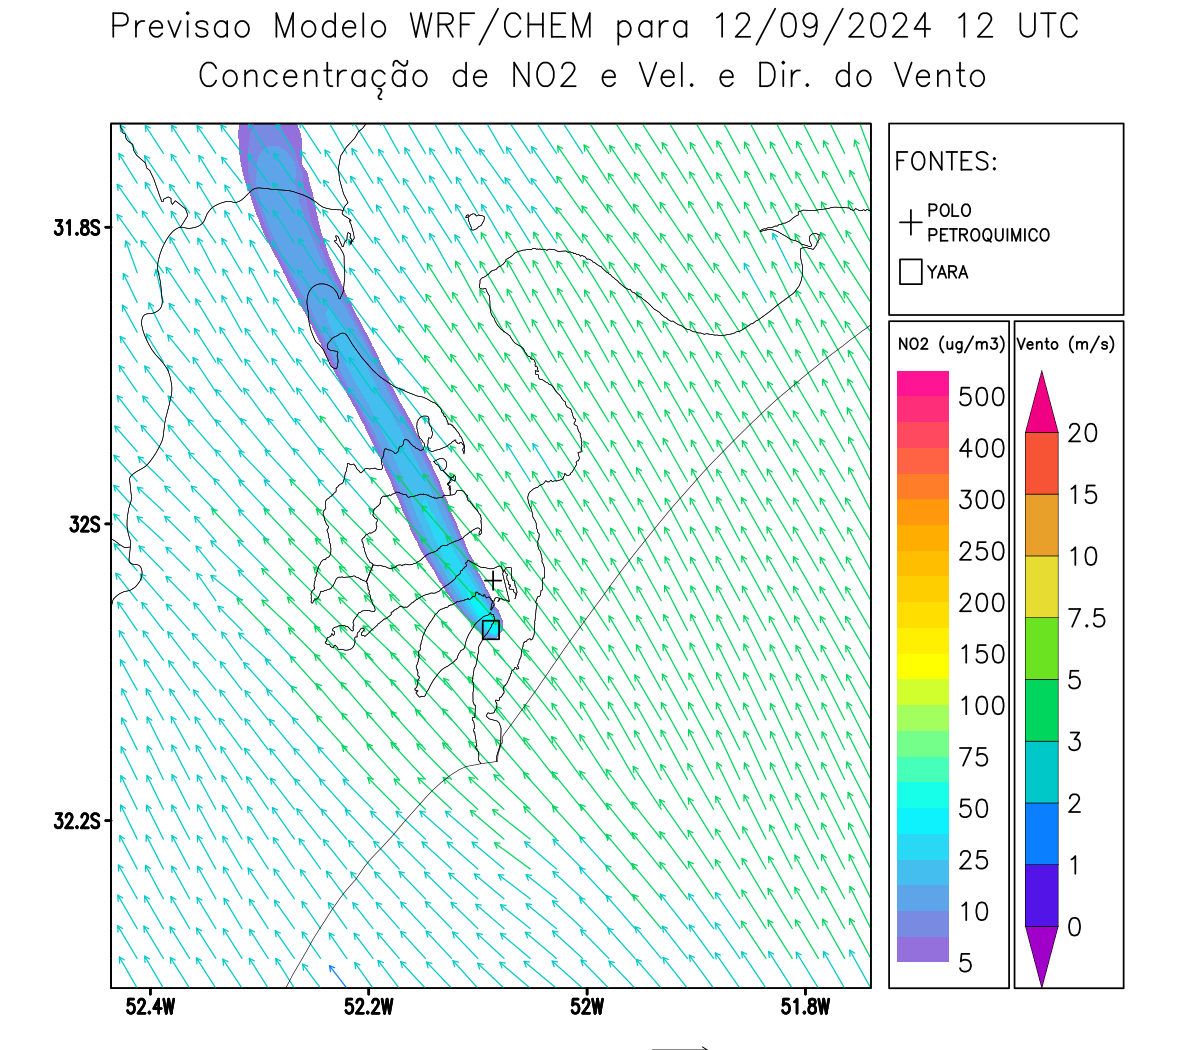 Previsao Modelo WRF/CHEM para 12/09/2024 12 UTC
Concentração de NO2 e Vel. e Dir. do Vento
FONTES:
POLO
PETROQUIMICO
YARA
NO2 (ug/m3)
500
400
300
250
200
150
100
75
50
25
10
5
Vento (m/s)
20
15
10
7.5
5
3
2
1
0
31.8S
32S
32.2S
52.4W
52.2W
52W
51.8W